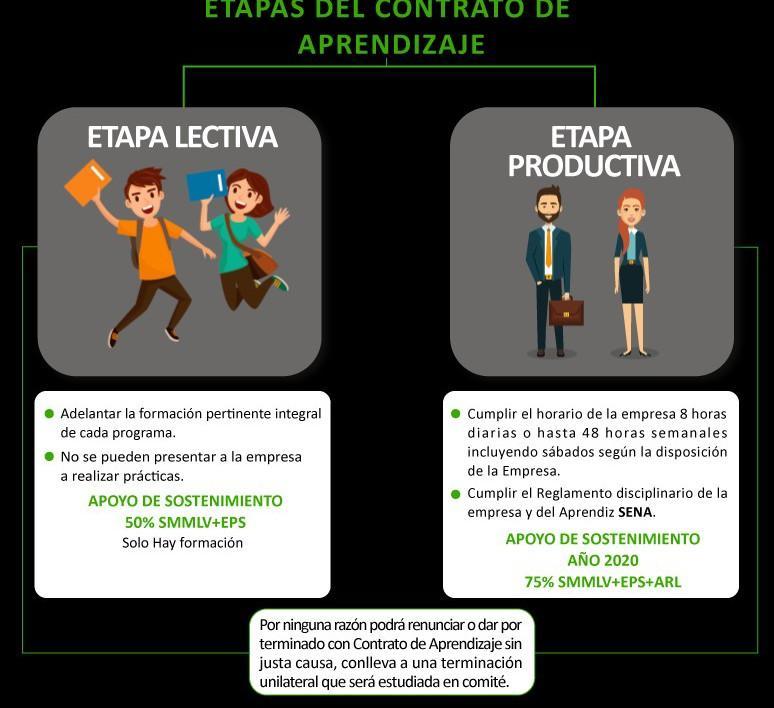 ETAPAS DEL CONTRATO DE
APRENDIZAJE
ETAPA LECTIVA
Adelantar la formación pertinente integral
de cada programa.
No se pueden presentar a la empresa
a realizar prácticas.
APOYO DE SOSTENIMIENTO
50% SMMLV+EPS
Solo Hay formación
ETAPA
PRODUCTIVA
Cumplir el horario de la empresa 8 horas
diarias o hasta 48 horas semanales
incluyendo sábados según la disposición
de la Empresa.
Cumplir el Reglamento disciplinario de la
empresa y del Aprendiz SENA.
APOYO DE SOSTENIMIENTO
AÑO 2020
75% SMMLV+EPS+ARL
Por ninguna razón podrá renunciar o dar por
terminado con Contrato de Aprendizaje sin
justa causa, conlleva a una terminación
unilateral que será estudiada en comité.